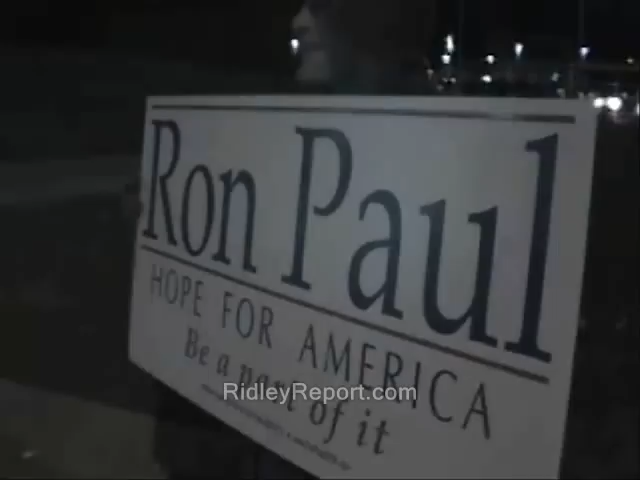 Ron Paul
HOPE FOR AMERICA
Be a part of it
RidleyReport.com